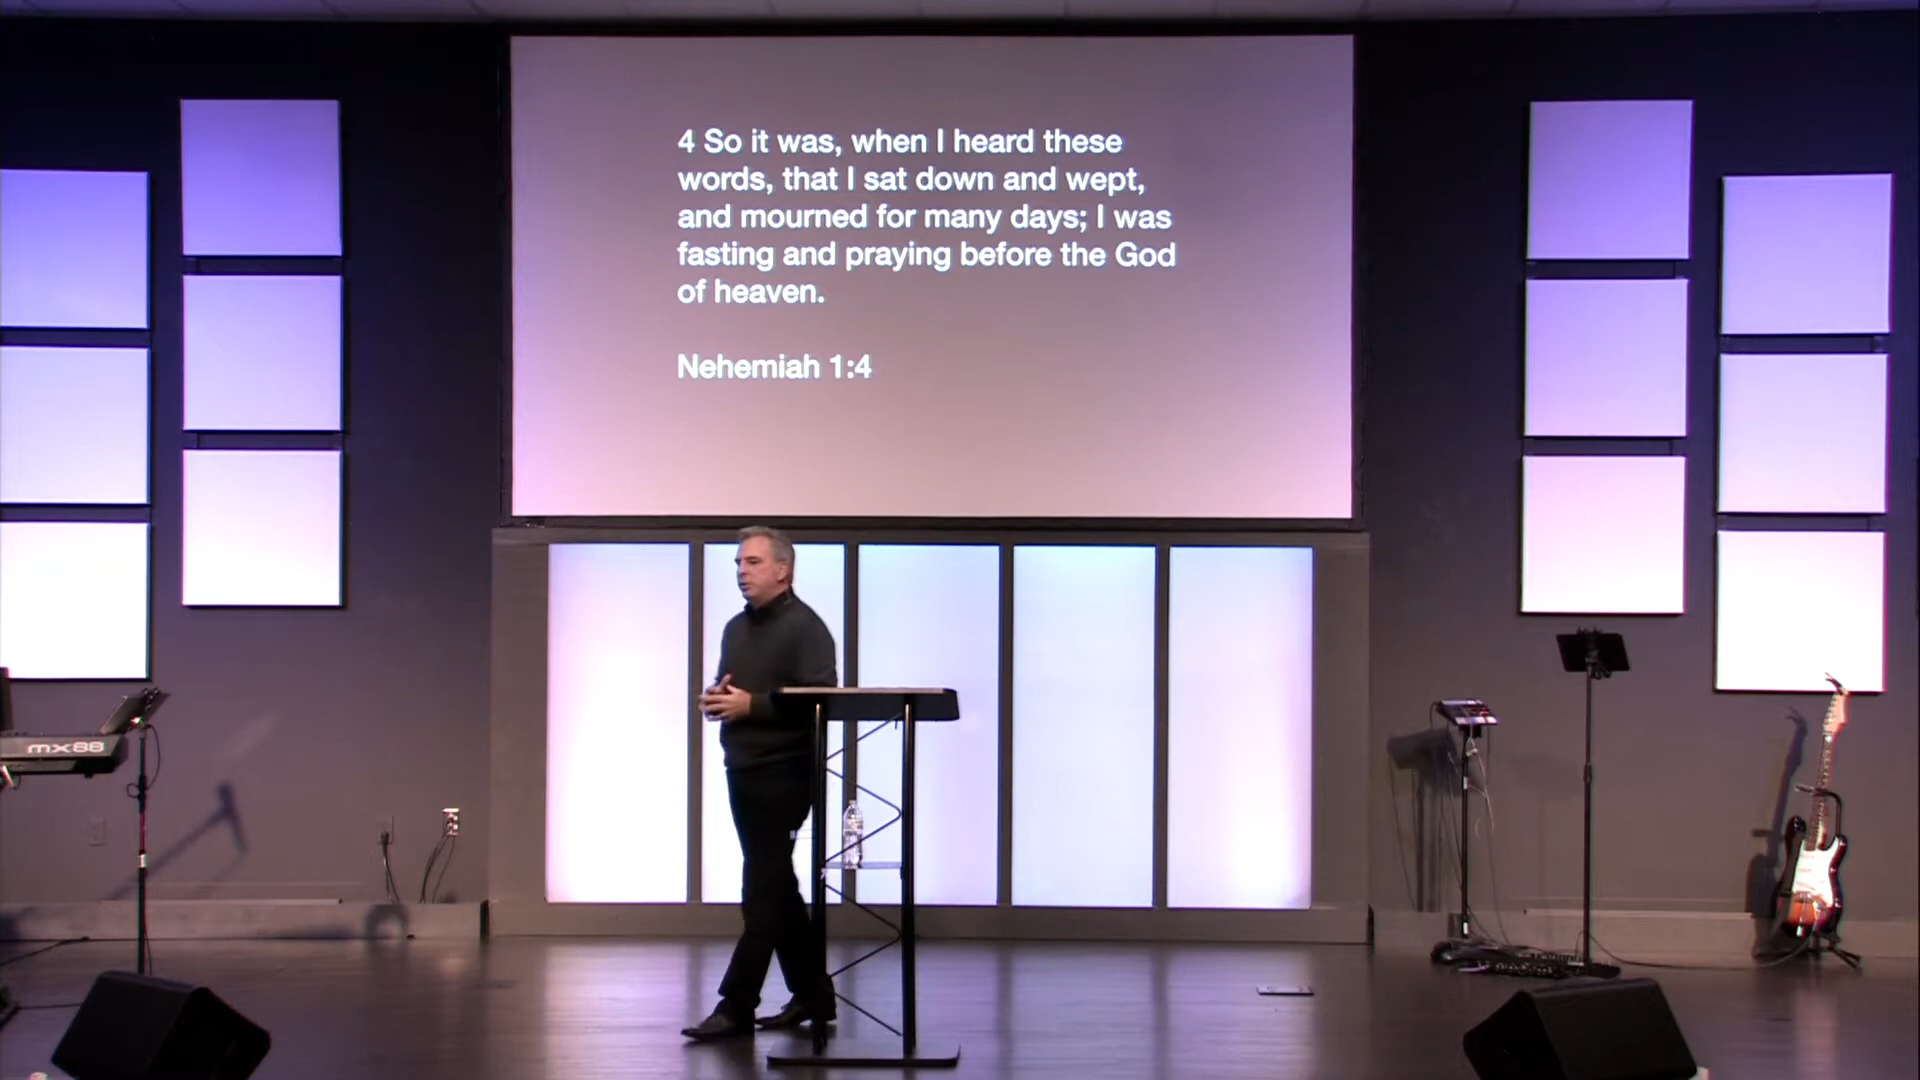 4 So it was, when I heard these
words, that I sat down and wept,
and mourned for many days; I was
fasting and praying before the God
of heaven.
Nehemiah 1:4
mx88